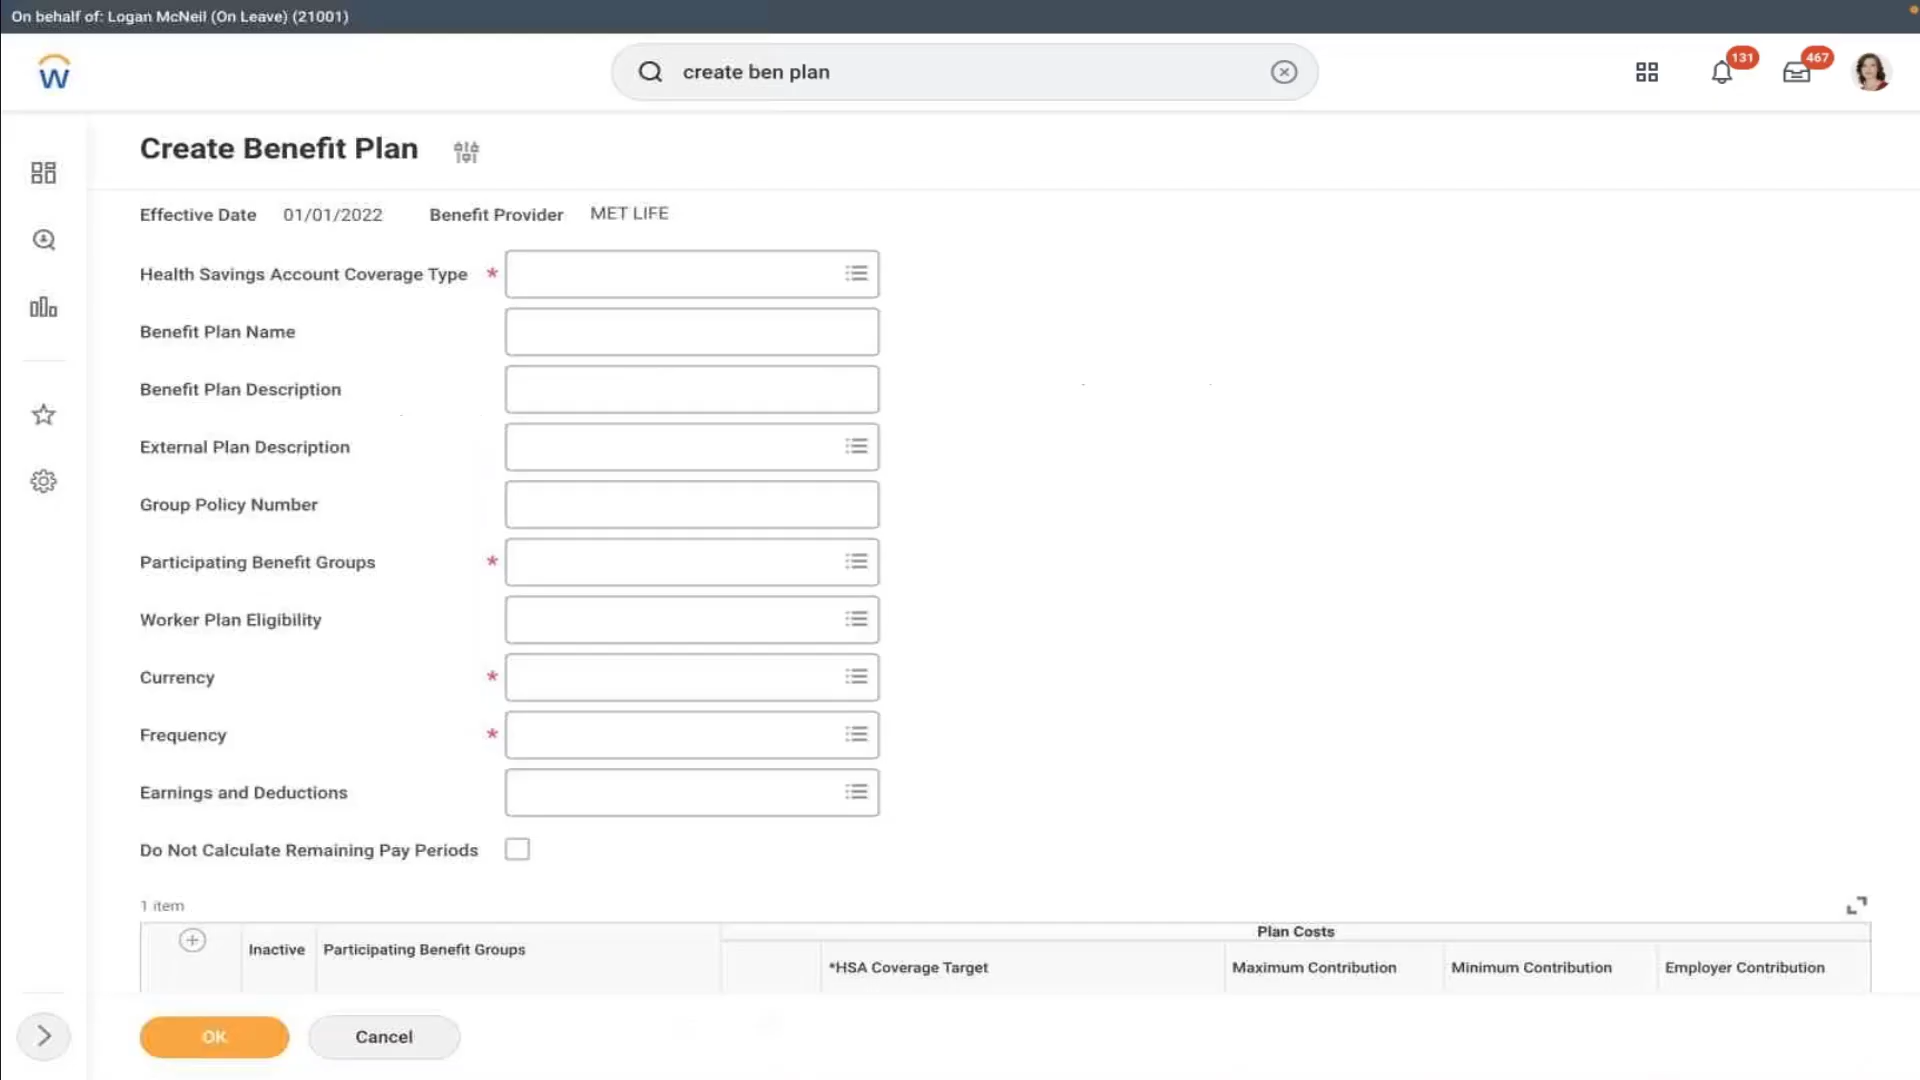 On behalf of: Logan McNeil (On Leave) (21001)
W
create ben plan
131
467
Create Benefit Plan
Effective Date 01/01/2022 Benefit Provider MET LIFE
Health Savings Account Coverage Type *
Benefit Plan Name
Benefit Plan Description
External Plan Description
Group Policy Number
Participating Benefit Groups *
Worker Plan Eligibility
Currency *
Frequency *
Earnings and Deductions
Do Not Calculate Remaining Pay Periods
1 item
Plan Costs
Inactive Participating Benefit Groups
*HSA Coverage Target Maximum Contribution Minimum Contribution Employer Contribution
OK Cancel